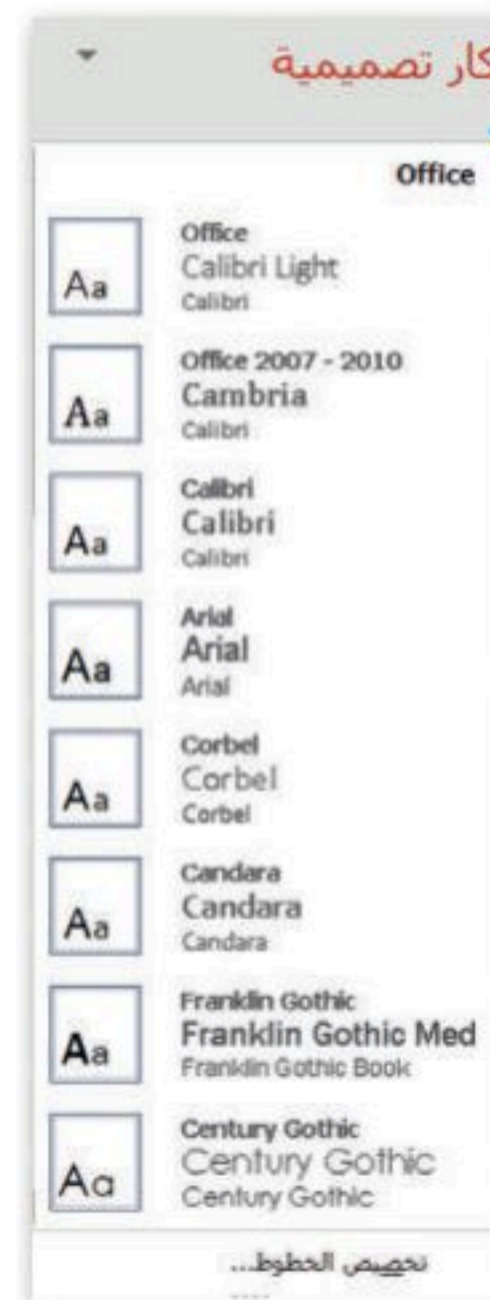 كار تصميمية
Office
Aa
Office
Calibri Light
Calibri
Aa
Office 2007 - 2010
Cambria
Calibri
Aa
Calibri
Calibri
Calibri
Aa
Arial
Arial
Arial
Aa
Corbel
Corbel
Corbel
Aa
Candara
Candara
Candara
Aa
Franklin Gothic
Franklin Gothic Med
Franklin Gothic Book
Aa
Century Gothic
Century Gothic
Century Gothic
تخصيص الخطوط...